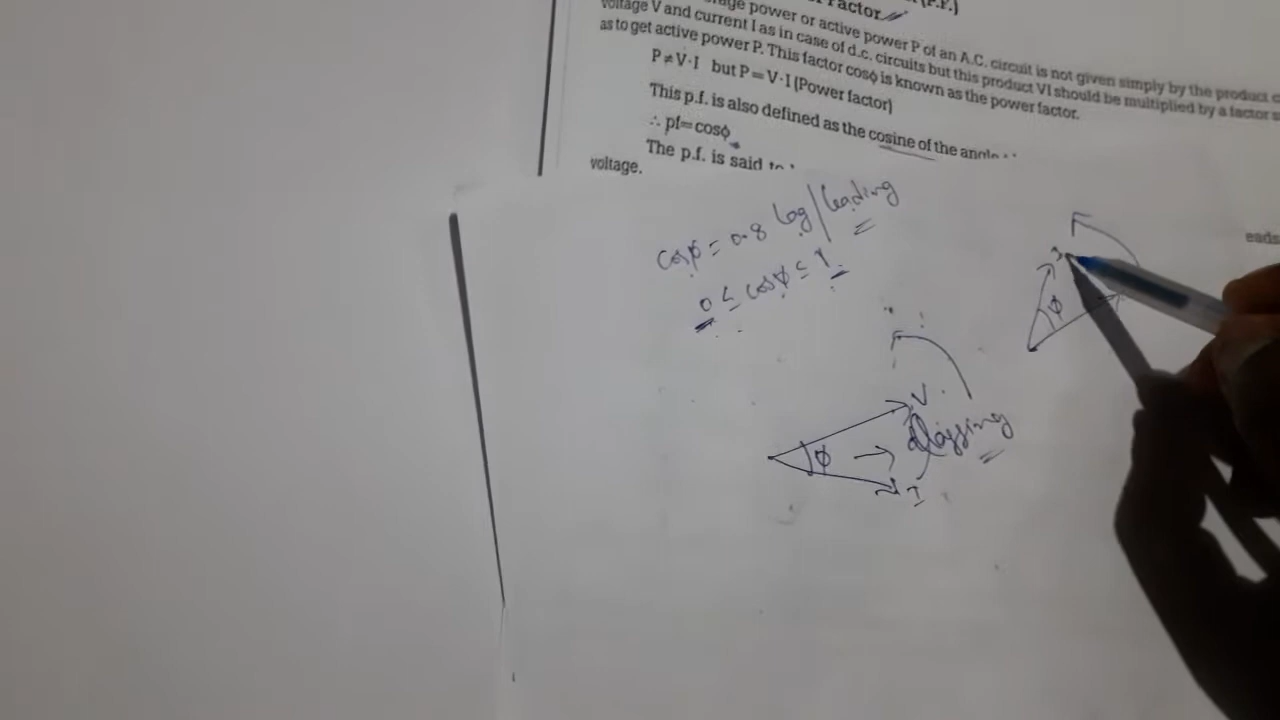 (P.F.)
Factor
power or active power P of an A.C. circuit is not given simply by the product
voltage V and current I as in case of d.c. circuits but this product VI should be multiplied by a factor
as to get active power P. This factor cosϕ is known as the power factor.
P ≠ V·I but P = V·I (Power factor)
This p.f. is also defined as the cosine of the angle
∴ pf=cosϕ
The p.f. is said to
voltage.
eads
cosϕ = 0.8 lag/leading
0 ≤ cosϕ ≤ 1
ϕ
V
ϕ → lagging
I